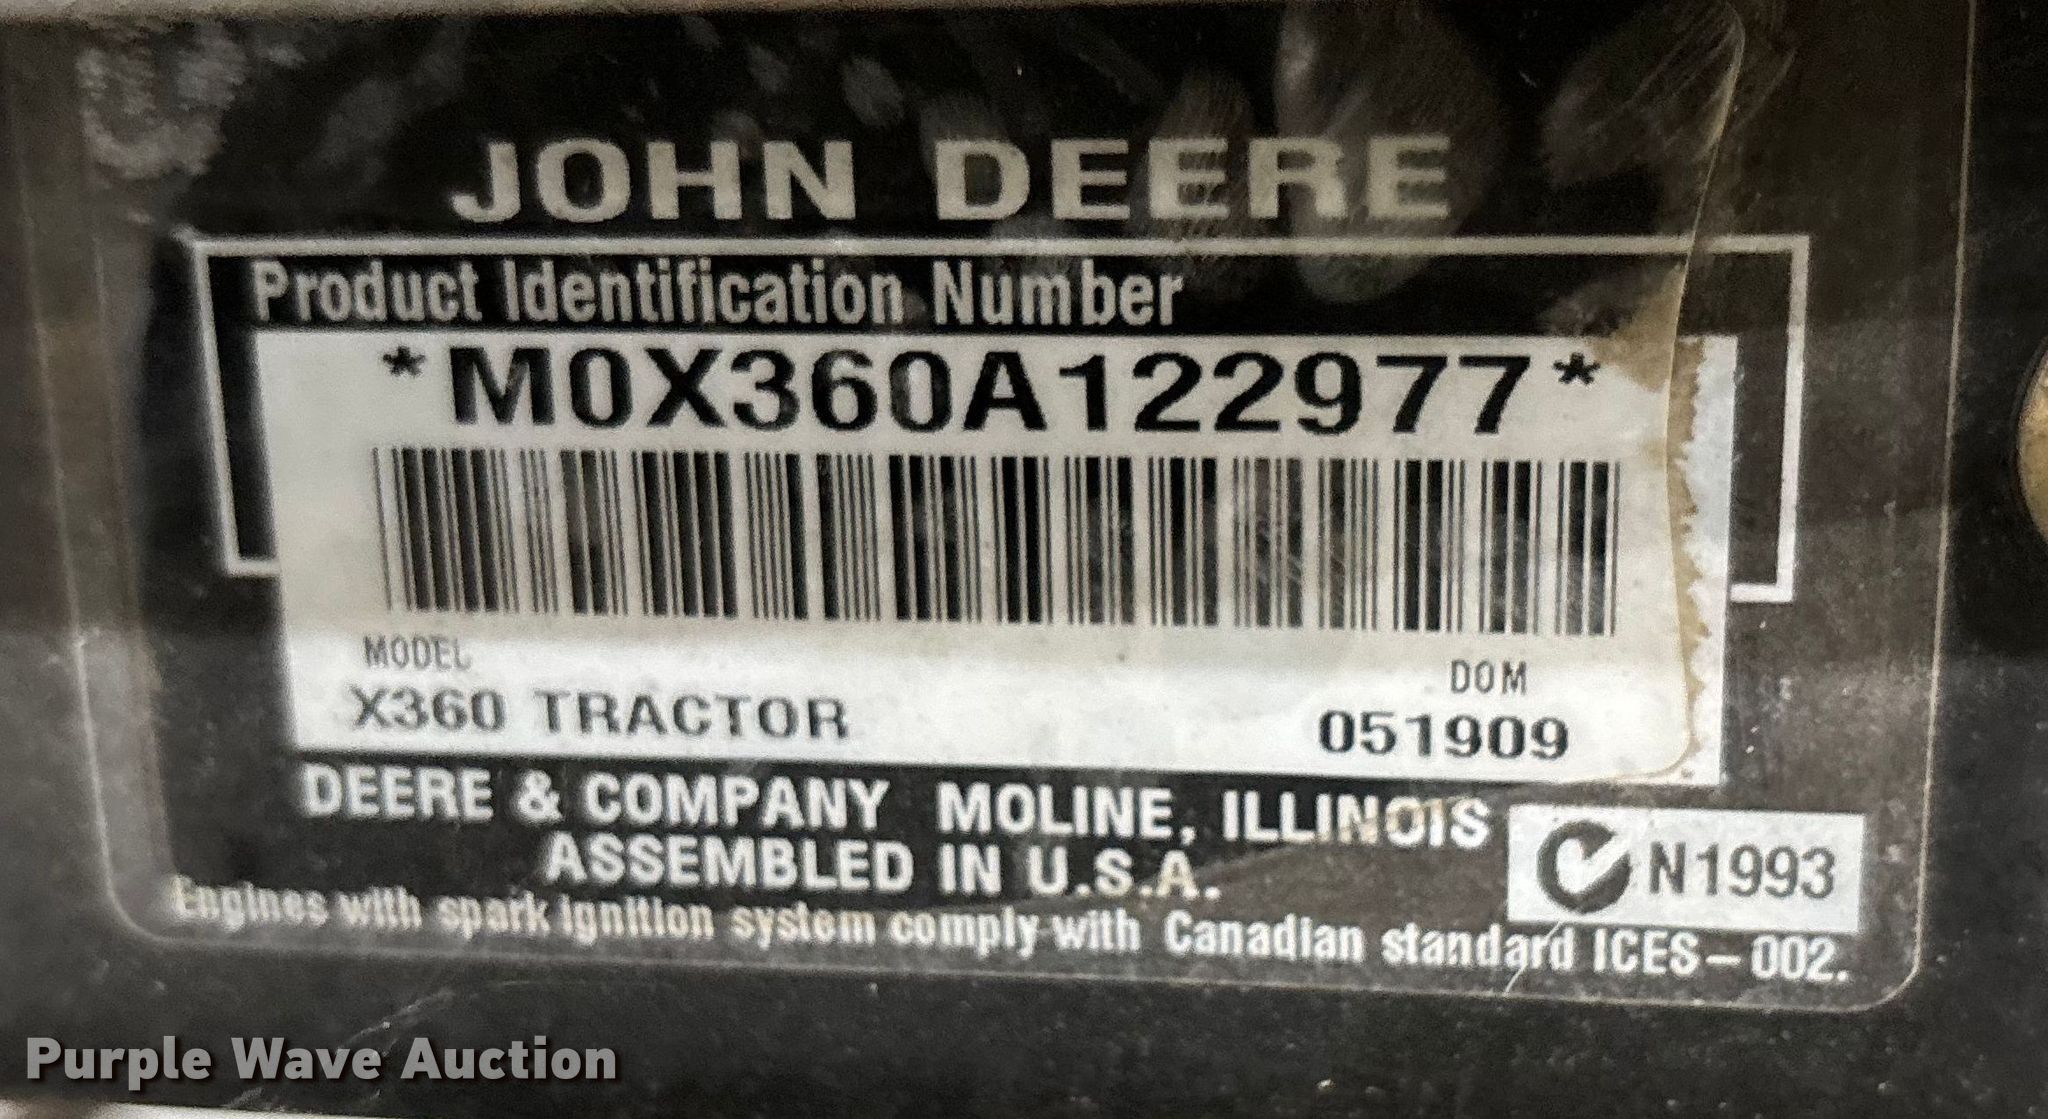 JOHN DEERE
Product Identification Number
*M0X360A122977*
MODEL
DOM
X360 TRACTOR
051909
DEERE & COMPANY MOLINE, ILLINOIS
ASSEMBLED IN U.S.A.
N1993
Engines with spark ignition system comply with Canadian standard ICES-002.
Purple Wave Auction